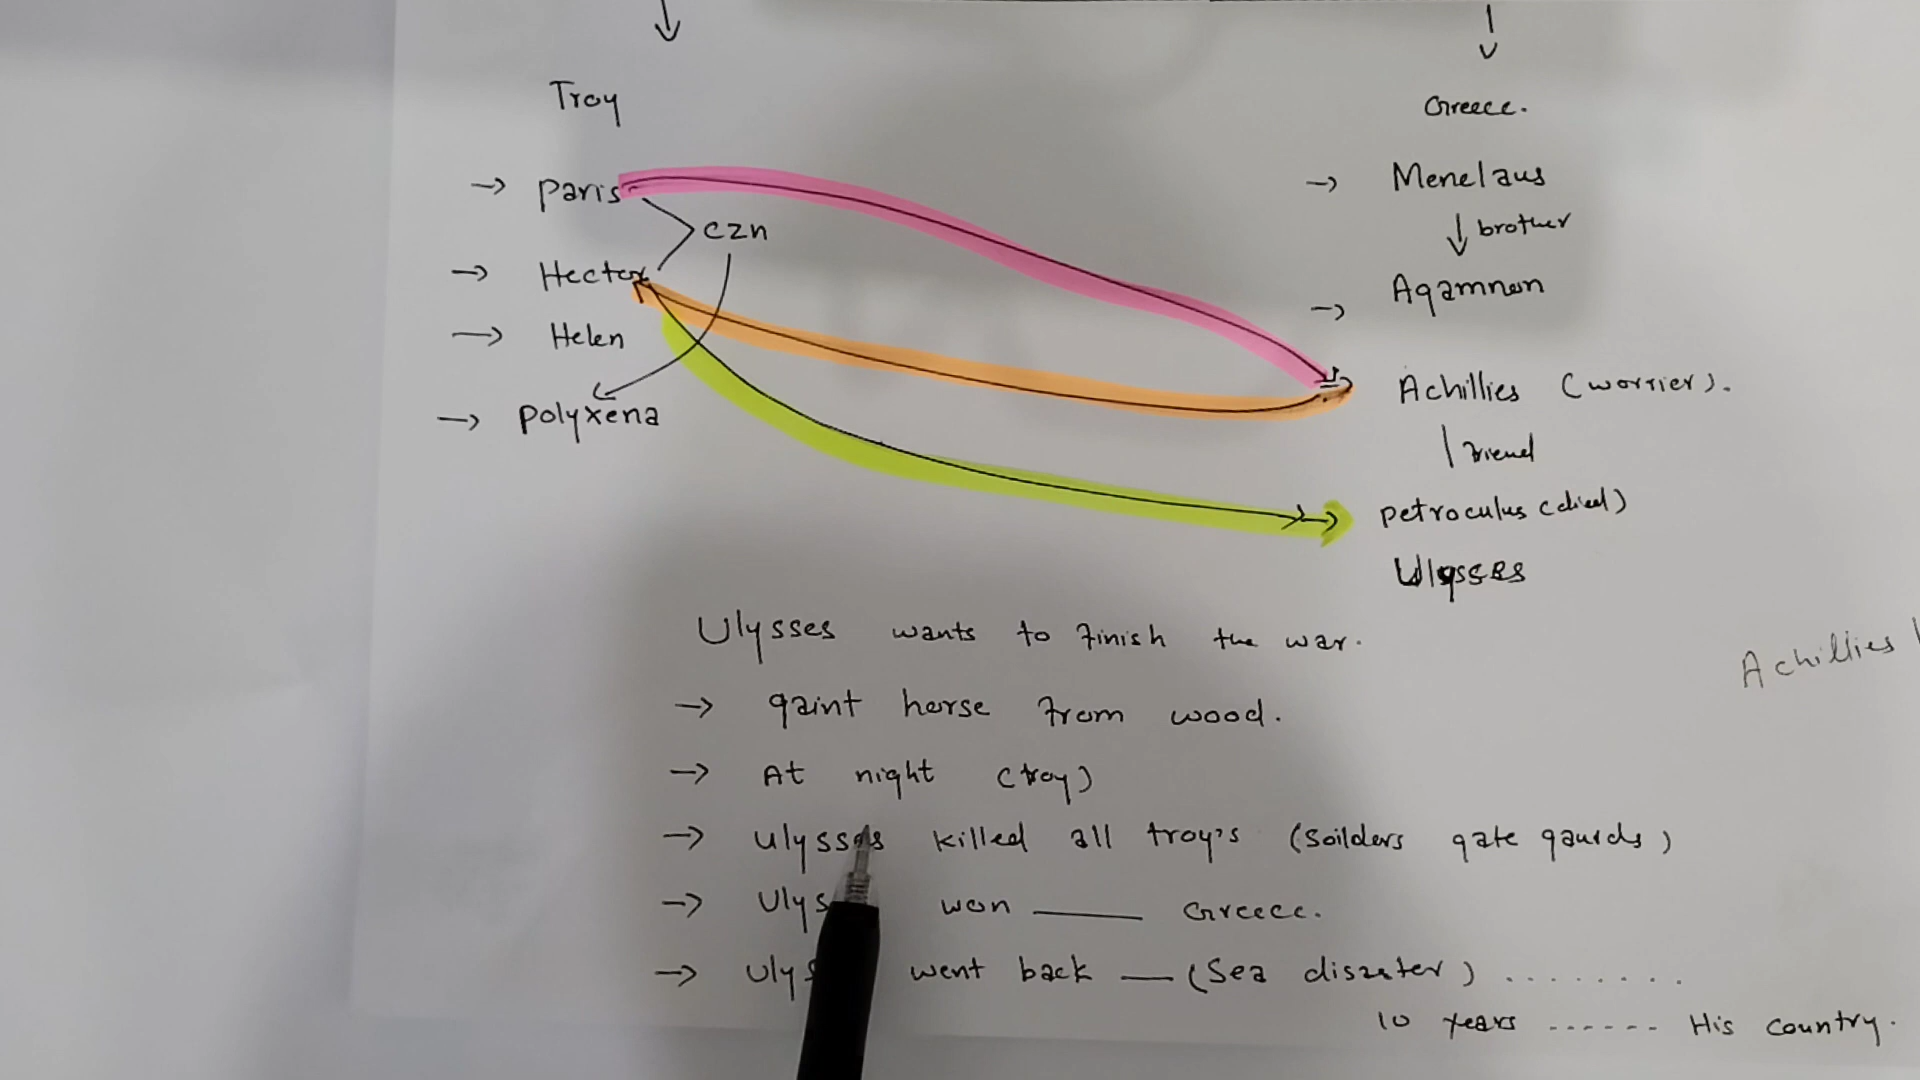 Troy
→ Paris
czn
→ Hector
→ Helen
→ Polyxena
Greece.
→ Menelaus
↓ brother
→ Agamnon
Achillies (worrier).
| friend
petroculus (died)
Ulysses
Ulysses wants to finish the war.
→ gaint horse from wood.
→ At night (troy)
→ Ulysses killed all troy's (soilders gate gaurds)
→ Ulys won — Greece.
→ Ulys went back — (Sea disaster) ........
10 years ...... His country.
Achillies